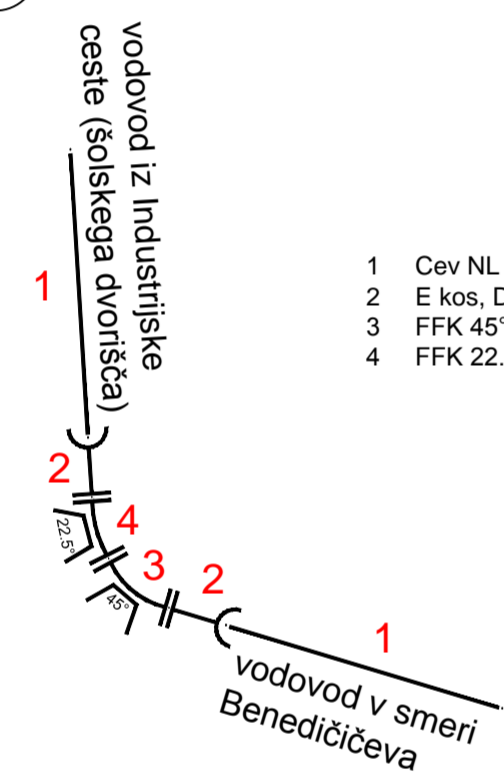 vodovod iz Industrijske
ceste (šolskega dvorišča)
1
1 Cev NL
2 E kos,
3 FFK 45°
4 FFK 22.
2
4
22.5°
3
45°
2
1
vodovod v smeri
Benedičičeva